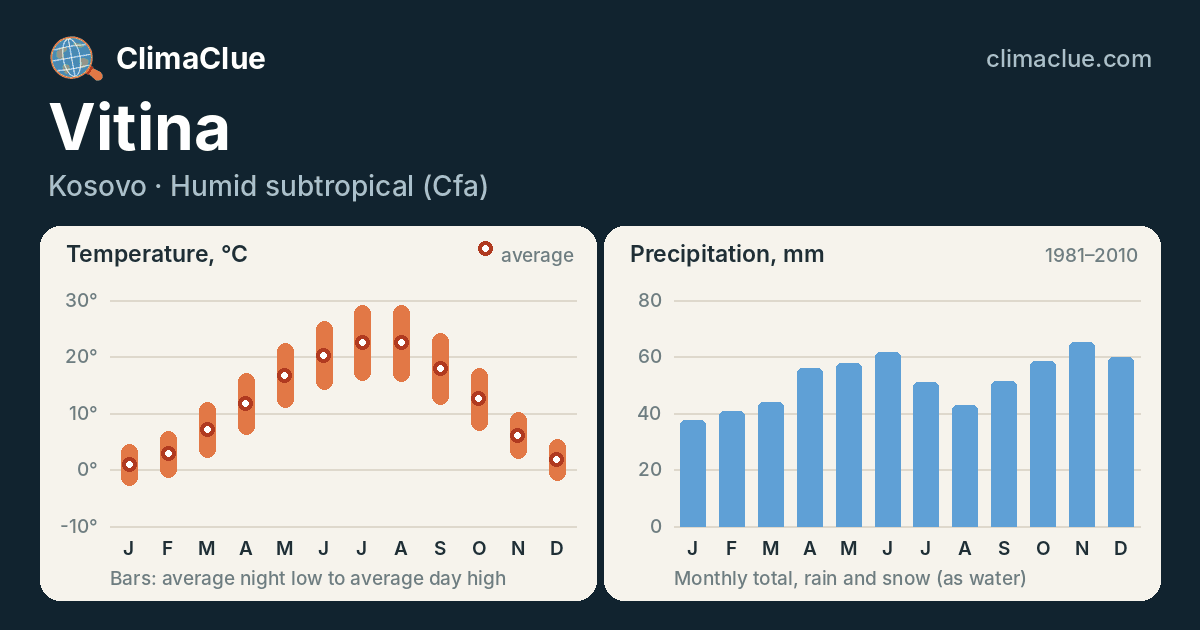 ClimaClue
climaclue.com
Vitina
Kosovo · Humid subtropical (Cfa)
Temperature, °C
average
30°
20°
10°
0°
-10°
J F M A M J J A S O N D
Bars: average night low to average day high
Precipitation, mm
1981–2010
80
60
40
20
0
J F M A M J J A S O N D
Monthly total, rain and snow (as water)